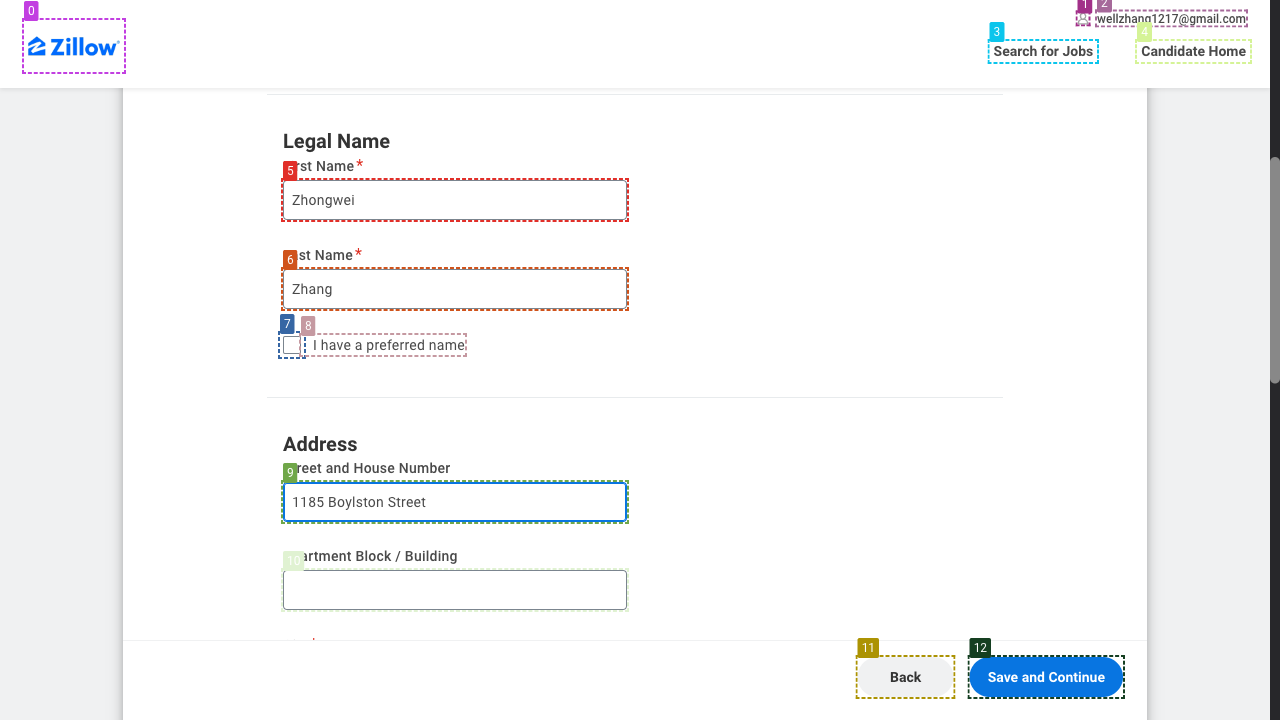 0
1
2
Zillow
wellzhang1217@gmail.com
3
4
Search for Jobs
Candidate Home
Legal Name
5
rst Name*
Zhongwei
6
st Name*
Zhang
7
8
I have a preferred name
Address
9
reet and House Number
1185 Boylston Street
10
artment Block / Building
11
12
Back
Save and Continue